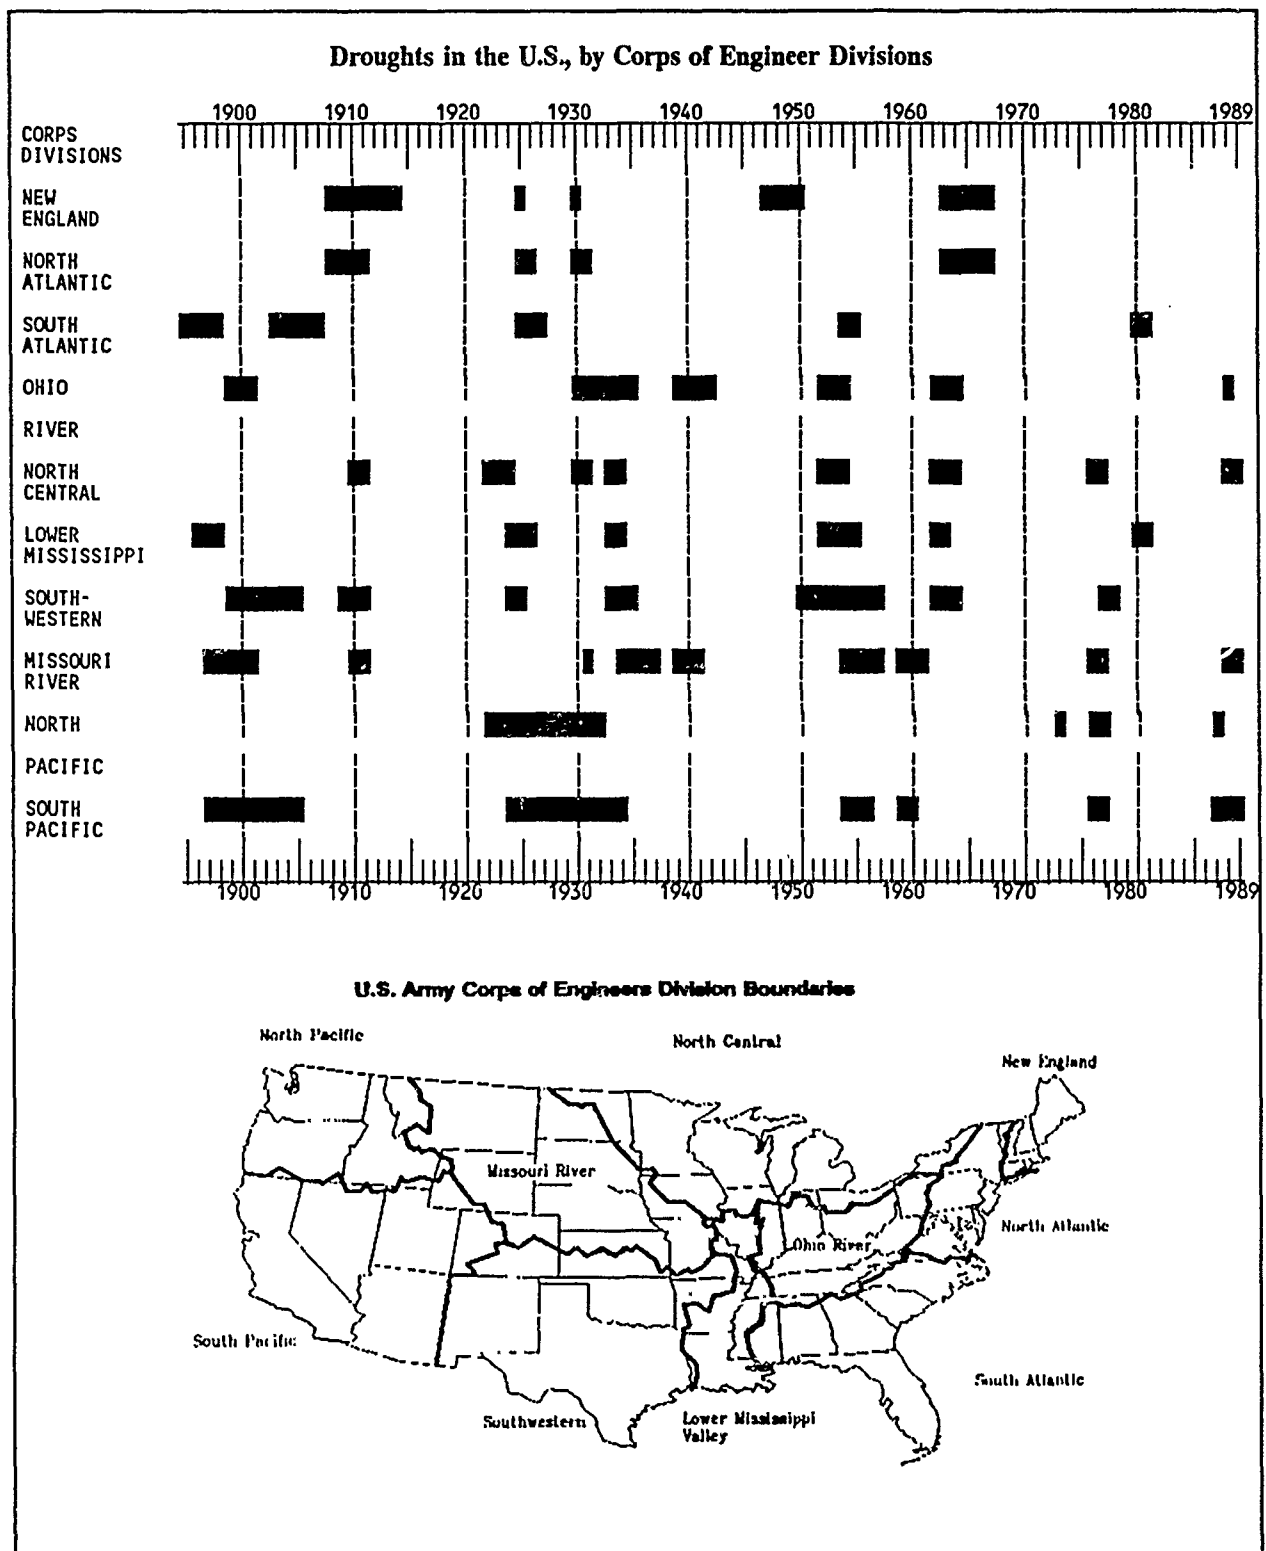 Droughts in the U.S., by Corps of Engineer Divisions
1900 1910 1920 1930 1940 1950 1960 1970 1980 1989
CORPS
DIVISIONS
NEW
ENGLAND
NORTH
ATLANTIC
SOUTH
ATLANTIC
OHIO
RIVER
NORTH
CENTRAL
LOWER
MISSISSIPPI
SOUTH-
WESTERN
MISSOURI
RIVER
NORTH
PACIFIC
SOUTH
PACIFIC
1900 1910 1920 1930 1940 1950 1960 1970 1980 1989
U.S. Army Corps of Engineers Division Boundaries
North Pacific
North Central
New England
Missouri River
North Atlantic
Ohio River
South Pacific
South Atlantic
Southwestern
Lower Mississippi
Valley